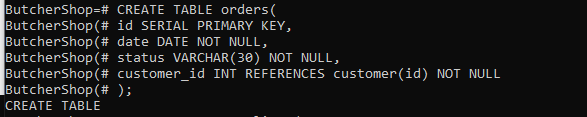 ButcherShop=# CREATE TABLE orders(
ButcherShop(# id SERIAL PRIMARY KEY,
ButcherShop(# date DATE NOT NULL,
ButcherShop(# status VARCHAR(30) NOT NULL,
ButcherShop(# customer_id INT REFERENCES customer(id) NOT NULL
ButcherShop(# );
CREATE TABLE